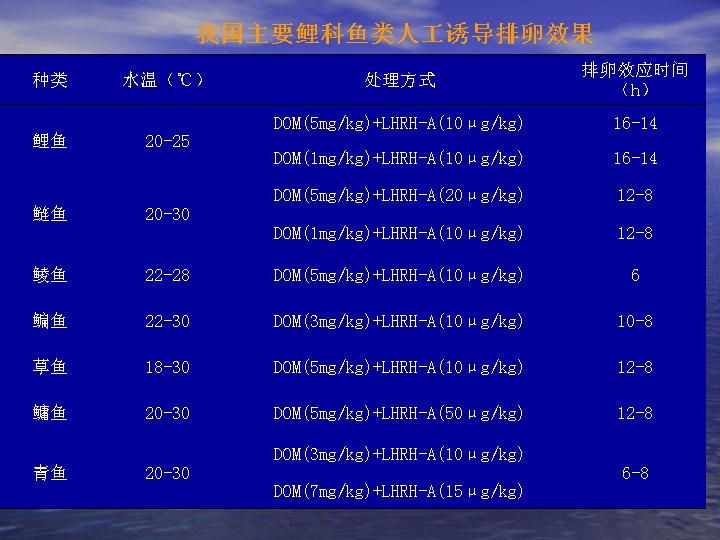 我国主要鲤科鱼类人工诱导排卵效果
种类 水温（℃） 处理方式 排卵效应时间（h）
鲤鱼 20-25 DOM(5mg/kg)+LHRH-A(10μg/kg) 16-14
DOM(1mg/kg)+LHRH-A(10μg/kg) 16-14
鲢鱼 20-30 DOM(5mg/kg)+LHRH-A(20μg/kg) 12-8
DOM(1mg/kg)+LHRH-A(10μg/kg) 12-8
鲮鱼 22-28 DOM(5mg/kg)+LHRH-A(10μg/kg) 6
鳊鱼 22-30 DOM(3mg/kg)+LHRH-A(10μg/kg) 10-8
草鱼 18-30 DOM(5mg/kg)+LHRH-A(10μg/kg) 12-8
鳙鱼 20-30 DOM(5mg/kg)+LHRH-A(50μg/kg) 12-8
青鱼 20-30 DOM(3mg/kg)+LHRH-A(10μg/kg) 6-8
DOM(7mg/kg)+LHRH-A(15μg/kg)